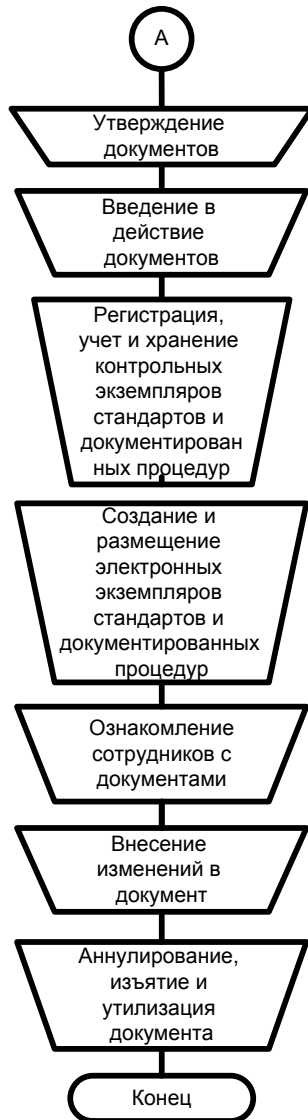 А
Утверждение
документов
Введение в
действие
документов
Регистрация,
учет и хранение
контрольных
экземпляров
стандартов и
документирован
ных процедур
Создание и
размещение
электронных
экземпляров
стандартов и
документированных
процедур
Ознакомление
сотрудников с
документами
Внесение
изменений в
документ
Аннулирование,
изъятие и
утилизация
документа
Конец